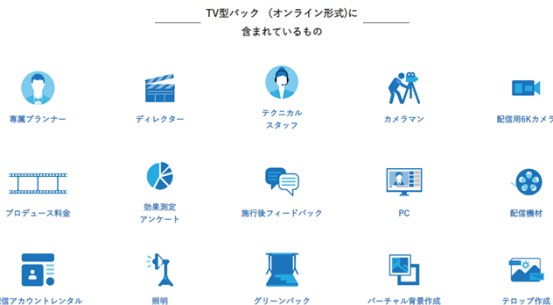 TV型パック （オンライン形式)に
含まれているもの
専属プランナー
ディレクター
テクニカル
スタッフ
カメラマン
配信用6Kカメラ
プロデュース料金
効果測定
アンケート
施行後フィードバック
PC
配信機材
配信アカウントレンタル
照明
グリーンバック
バーチャル背景作成
テロップ作成